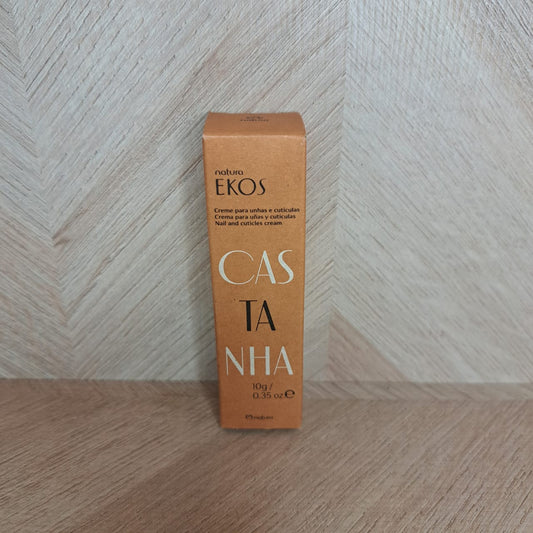 natura
EKOS
Creme para unhas e cutículas
Crema para uñas y cutículas
Nail and cuticles cream
CAS
TA
NHA
10g /
0.35 oz ℮
natura